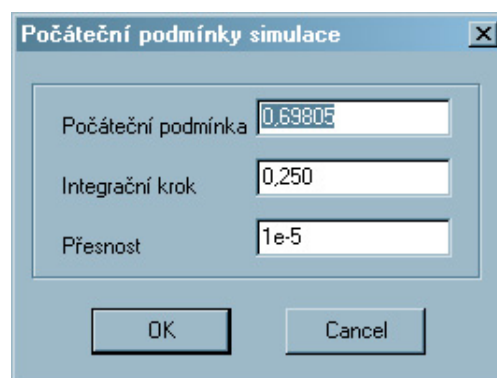 Počáteční podmínky simulace
Počáteční podmínka 0,69805
Integrační krok 0,250
Přesnost 1e-5
OK Cancel